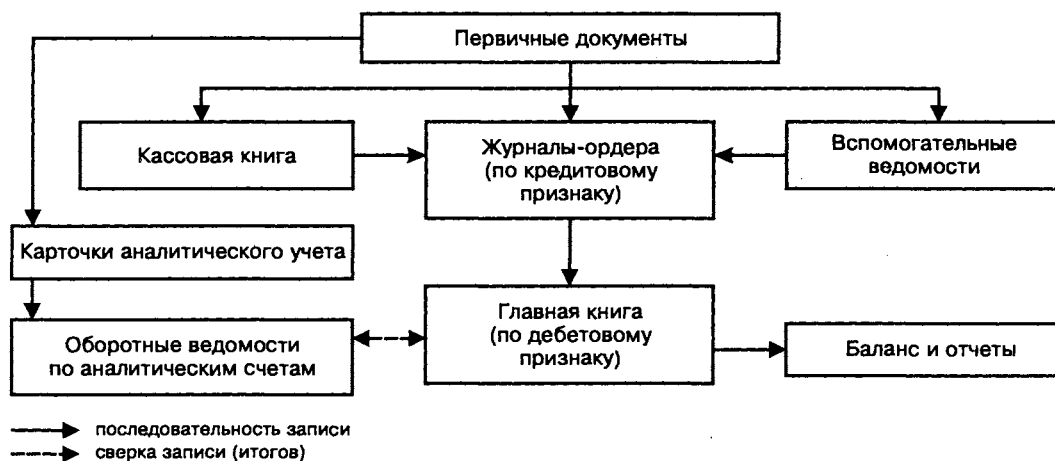 Первичные документы
Кассовая книга
Журналы-ордера
(по кредитовому
признаку)
Вспомогательные
ведомости
Карточки аналитического учета
Оборотные ведомости
по аналитическим счетам
Главная книга
(по дебетовому
признаку)
Баланс и отчеты
последовательность записи
сверка записи (итогов)